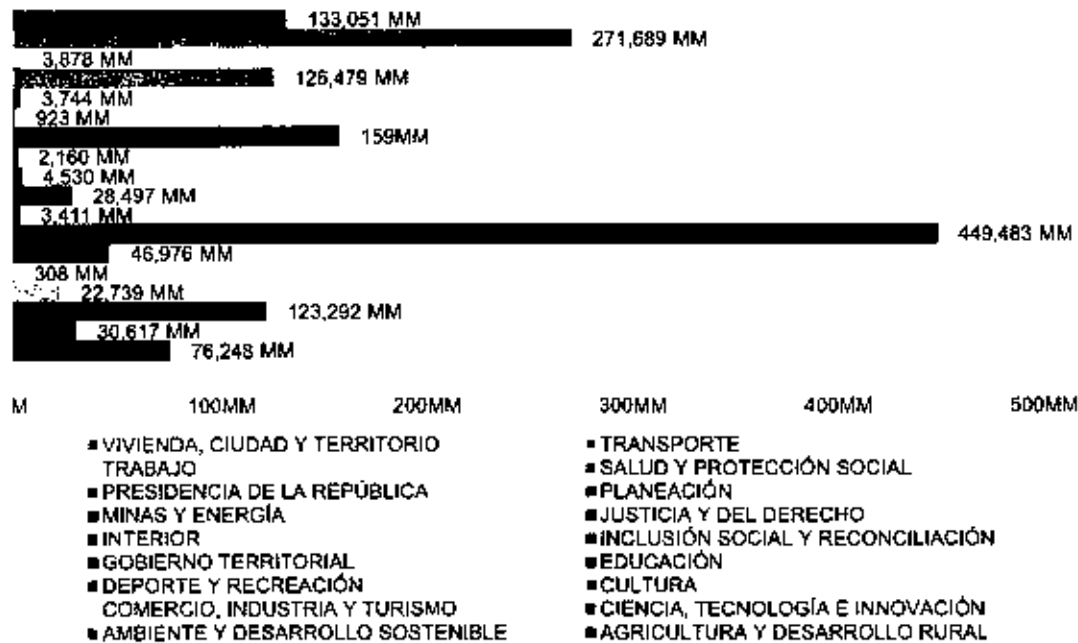 133,051 MM
271,689 MM
3,878 MM
126,479 MM
3,744 MM
923 MM
159MM
2,160 MM
4,530 MM
28,497 MM
3,411 MM
449,483 MM
46,976 MM
308 MM
22,739 MM
123,292 MM
30,617 MM
76,248 MM
M 100MM 200MM 300MM 400MM 500MM
VIVIENDA, CIUDAD Y TERRITORIO
TRABAJO
PRESIDENCIA DE LA REPÚBLICA
MINAS Y ENERGÍA
INTERIOR
GOBIERNO TERRITORIAL
DEPORTE Y RECREACIÓN
COMERCIO, INDUSTRIA Y TURISMO
AMBIENTE Y DESARROLLO SOSTENIBLE
TRANSPORTE
SALUD Y PROTECCIÓN SOCIAL
PLANEACIÓN
JUSTICIA Y DEL DERECHO
INCLUSIÓN SOCIAL Y RECONCILIACIÓN
EDUCACIÓN
CULTURA
CIENCIA, TECNOLOGÍA E INNOVACIÓN
AGRICULTURA Y DESARROLLO RURAL